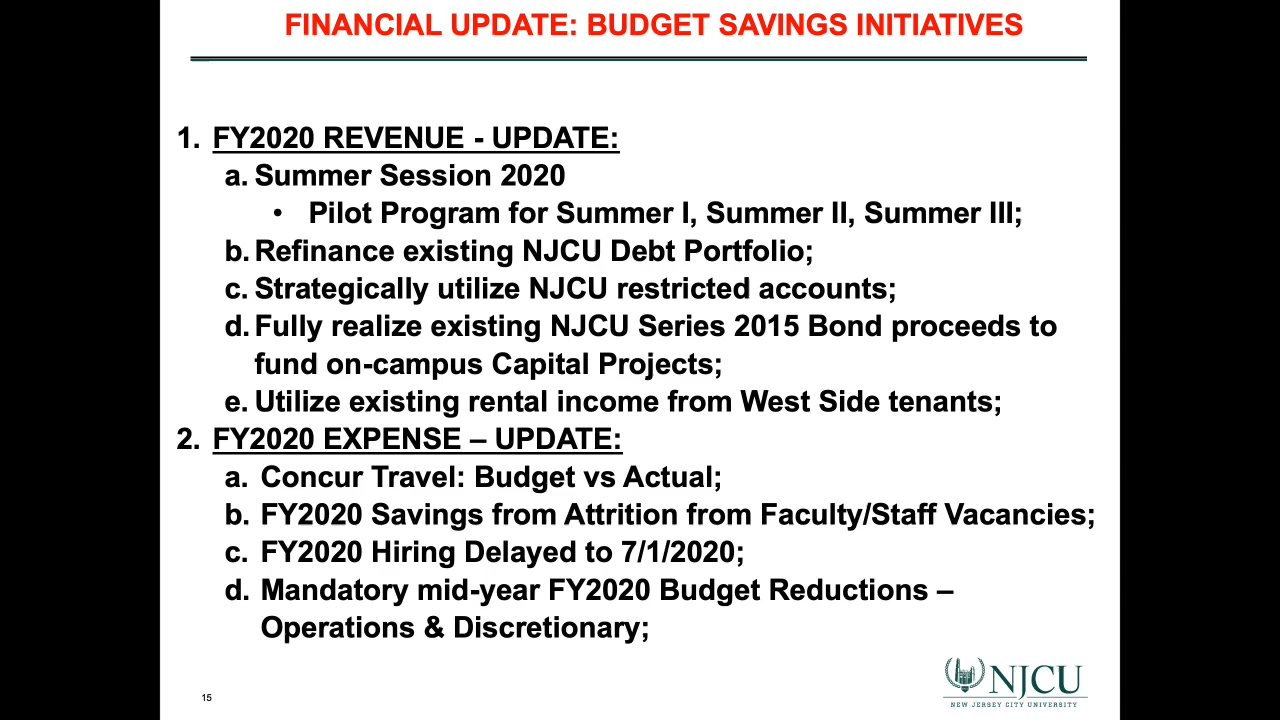 FINANCIAL UPDATE: BUDGET SAVINGS INITIATIVES
1. FY2020 REVENUE - UPDATE:
a. Summer Session 2020
• Pilot Program for Summer I, Summer II, Summer III;
b. Refinance existing NJCU Debt Portfolio;
c. Strategically utilize NJCU restricted accounts;
d. Fully realize existing NJCU Series 2015 Bond proceeds to
fund on-campus Capital Projects;
e. Utilize existing rental income from West Side tenants;
2. FY2020 EXPENSE – UPDATE:
a. Concur Travel: Budget vs Actual;
b. FY2020 Savings from Attrition from Faculty/Staff Vacancies;
c. FY2020 Hiring Delayed to 7/1/2020;
d. Mandatory mid-year FY2020 Budget Reductions –
Operations & Discretionary;
15
NJCU
NEW JERSEY CITY UNIVERSITY